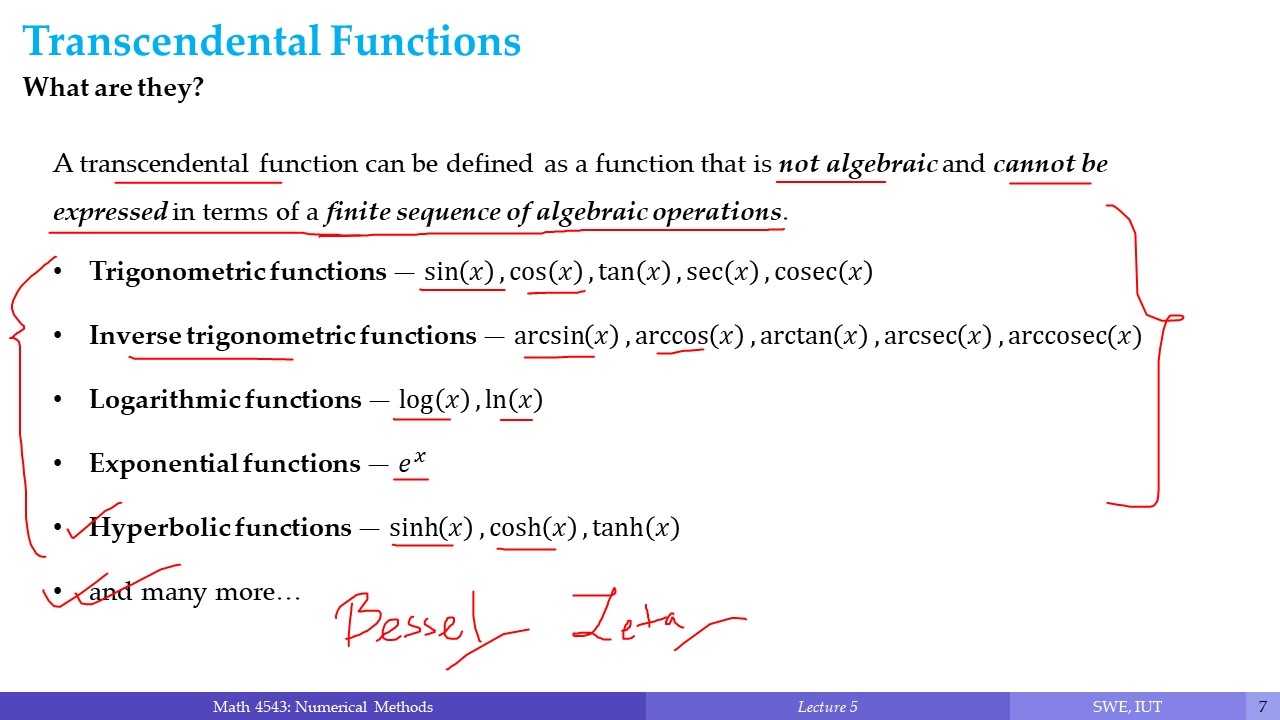 Transcendental Functions
What are they?
A transcendental function can be defined as a function that is not algebraic and cannot be
expressed in terms of a finite sequence of algebraic operations.
• Trigonometric functions — sin(𝑥) , cos(𝑥) , tan(𝑥) , sec(𝑥) , cosec(𝑥)
• Inverse trigonometric functions — arcsin(𝑥) , arccos(𝑥) , arctan(𝑥) , arcsec(𝑥) , arccosec(𝑥)
• Logarithmic functions — log(𝑥) , ln(𝑥)
• Exponential functions — 𝑒ˣ
• Hyperbolic functions — sinh(𝑥) , cosh(𝑥) , tanh(𝑥)
• and many more…
Bessel Zeta
Math 4543: Numerical Methods Lecture 5 SWE, IUT 7